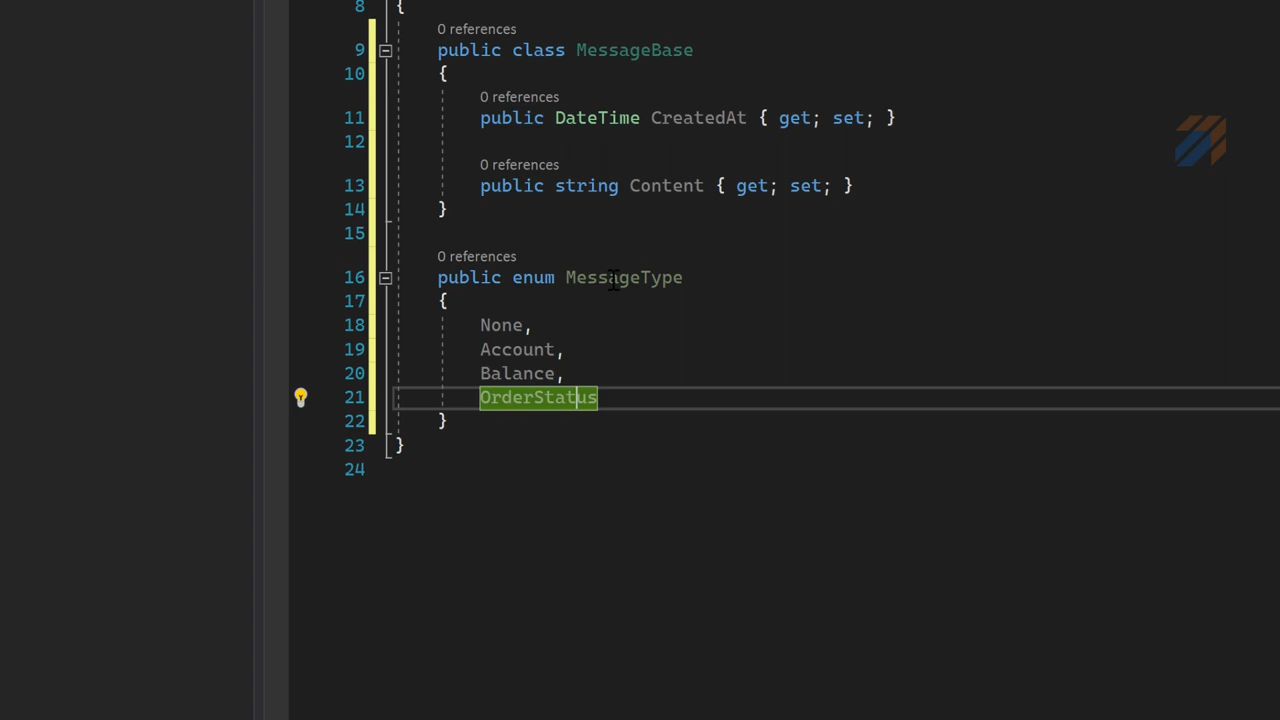 8 {
0 references
9 public class MessageBase
10 {
0 references
11 public DateTime CreatedAt { get; set; }
12
0 references
13 public string Content { get; set; }
14 }
15
0 references
16 public enum MessageType
17 {
18 None,
19 Account,
20 Balance,
21 OrderStatus
22 }
23 }
24